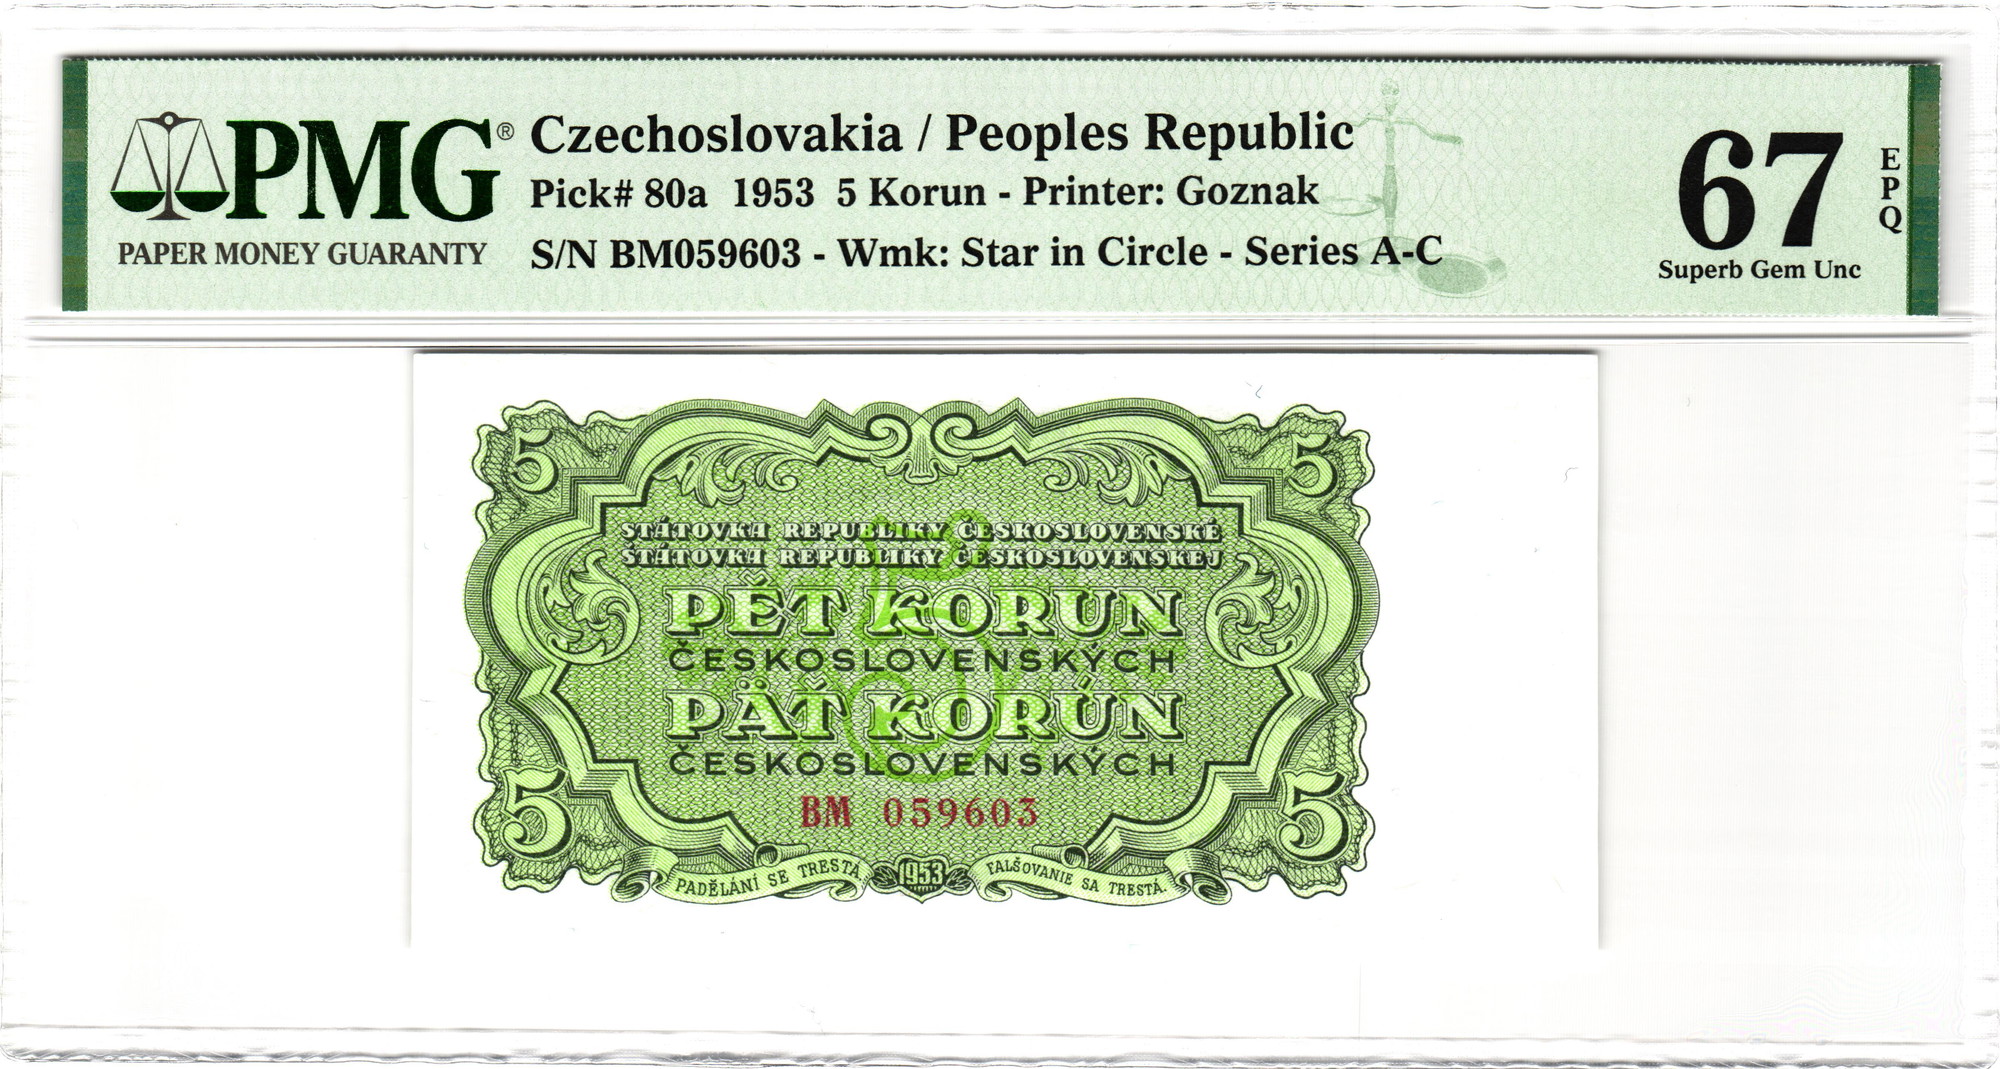 PMG®
PAPER MONEY GUARANTY
Czechoslovakia / Peoples Republic
Pick# 80a 1953 5 Korun - Printer: Goznak
S/N BM059603 - Wmk: Star in Circle - Series A-C
67
EPQ
Superb Gem Unc
5 5
STÁTOVKA REPUBLIKY ČESKOSLOVENSKÉ
STÁTOVKA REPUBLIKY ČESKOSLOVENSKEJ
PĚT KORUN
ČESKOSLOVENSKÝCH
PÄŤ KORÚN
ČESKOSLOVENSKÝCH
5 5
BM 059603
PADĚLÁNÍ SE TRESTÁ. 1953 FALŠOVANIE SA TRESTÁ.